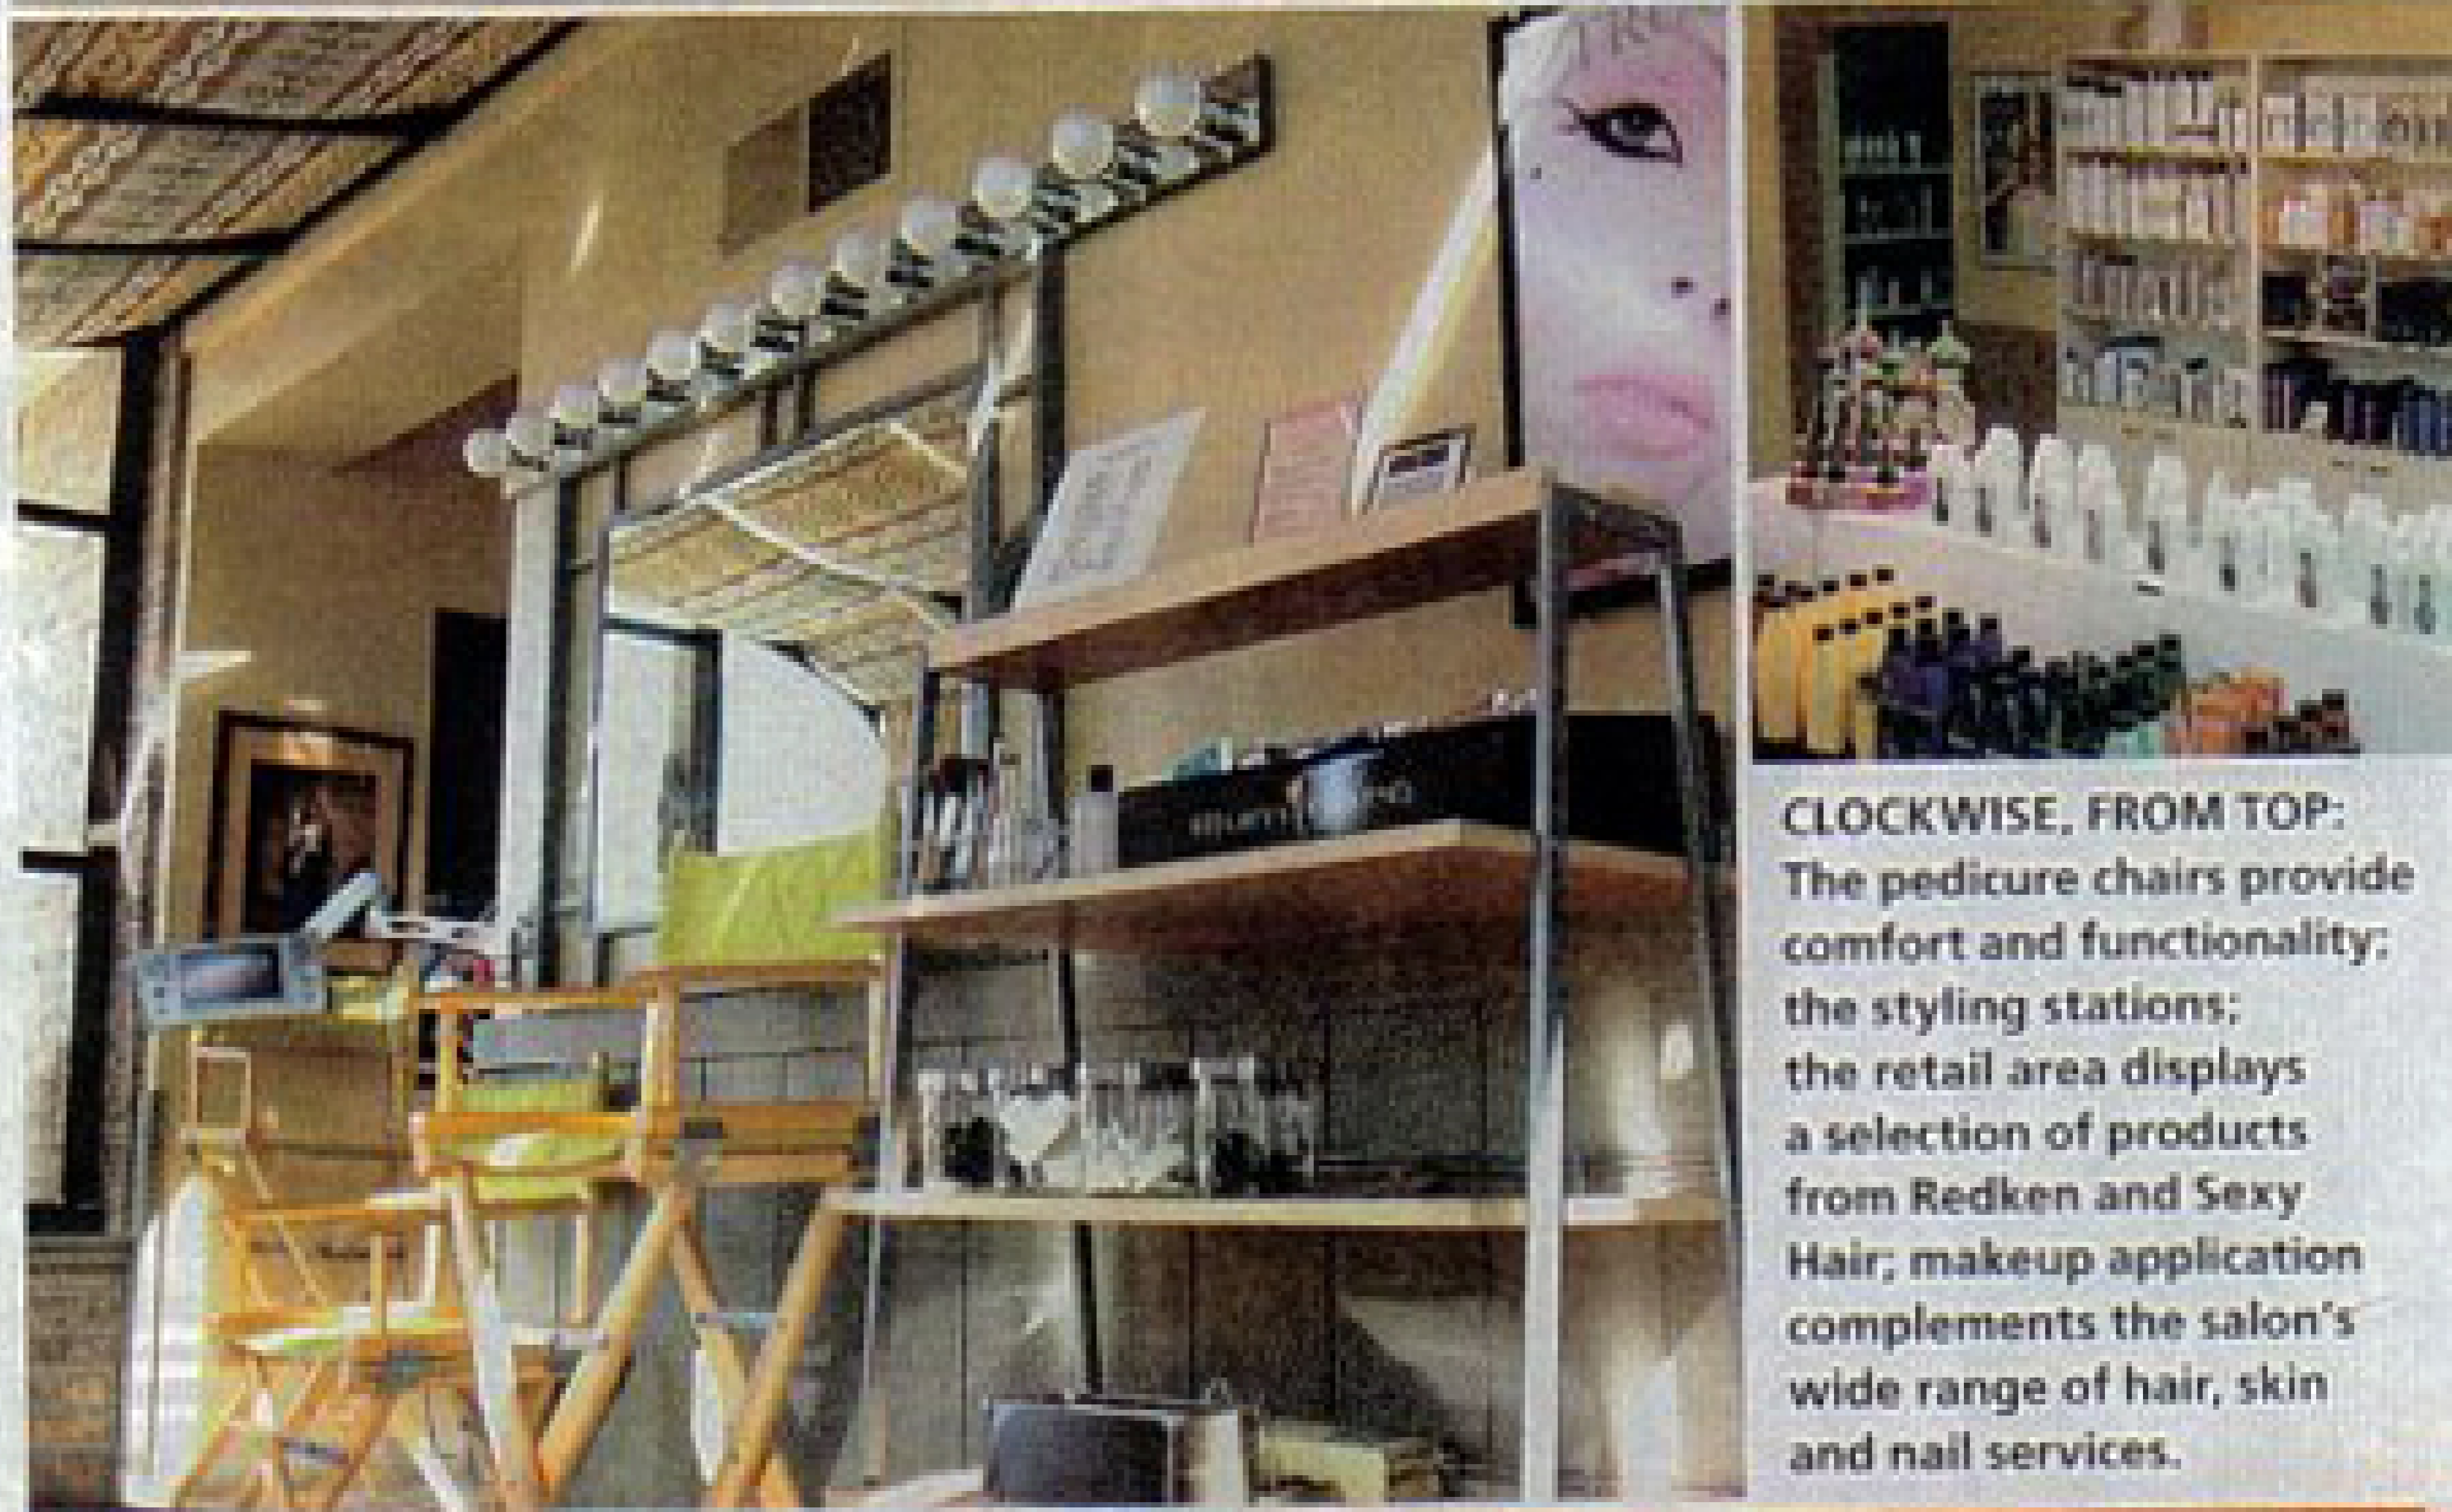 CLOCKWISE, FROM TOP:
The pedicure chairs provide
comfort and functionality;
the styling stations;
the retail area displays
a selection of products
from Redken and Sexy
Hair; makeup application
complements the salon's
wide range of hair, skin
and nail services.